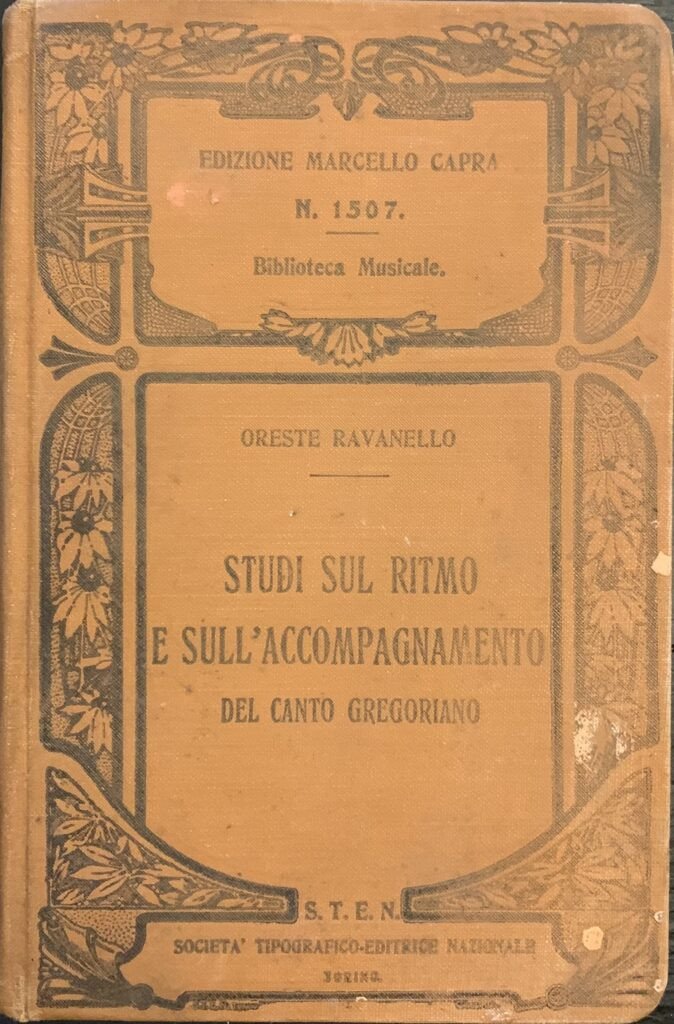 EDIZIONE MARCELLO CAPRA
N. 1507.
Biblioteca Musicale.
ORESTE RAVANELLO
STUDI SUL RITMO
E SULL'ACCOMPAGNAMENTO
DEL CANTO GREGORIANO
S. T. E. N.
SOCIETA' TIPOGRAFICO-EDITRICE NAZIONALE
TORINO.